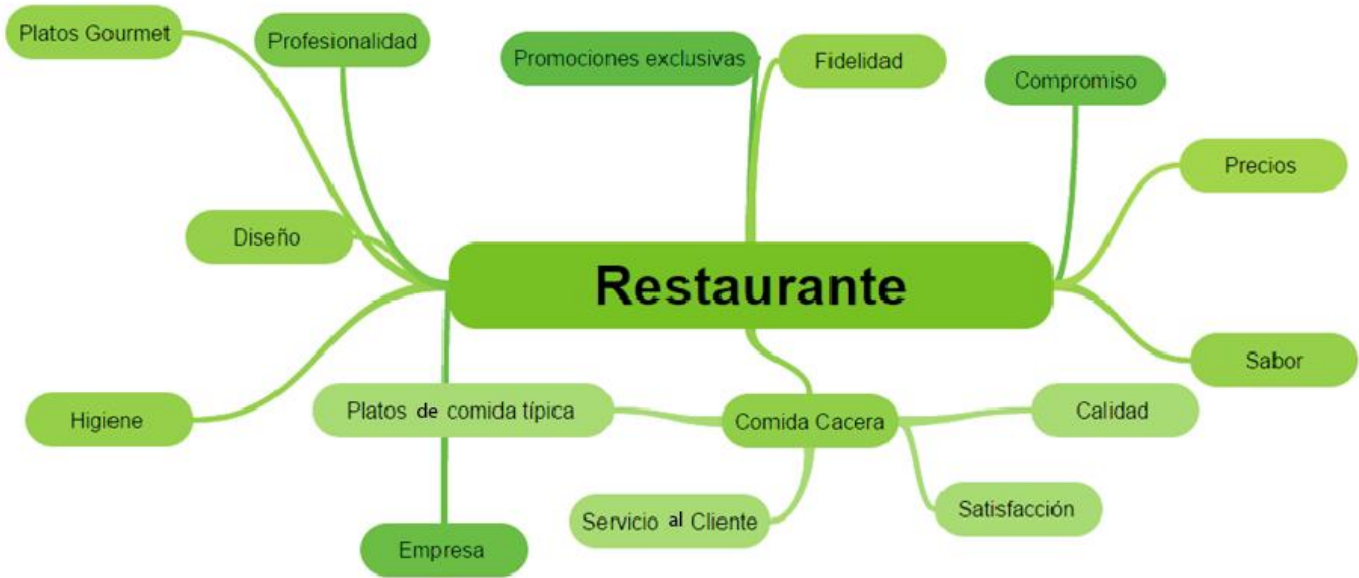 Platos Gourmet
Profesionalidad
Promociones exclusivas
Fidelidad
Compromiso
Precios
Diseño
Restaurante
Sabor
Higiene
Platos de comida típica
Comida Cacera
Calidad
Servicio al Cliente
Satisfacción
Empresa